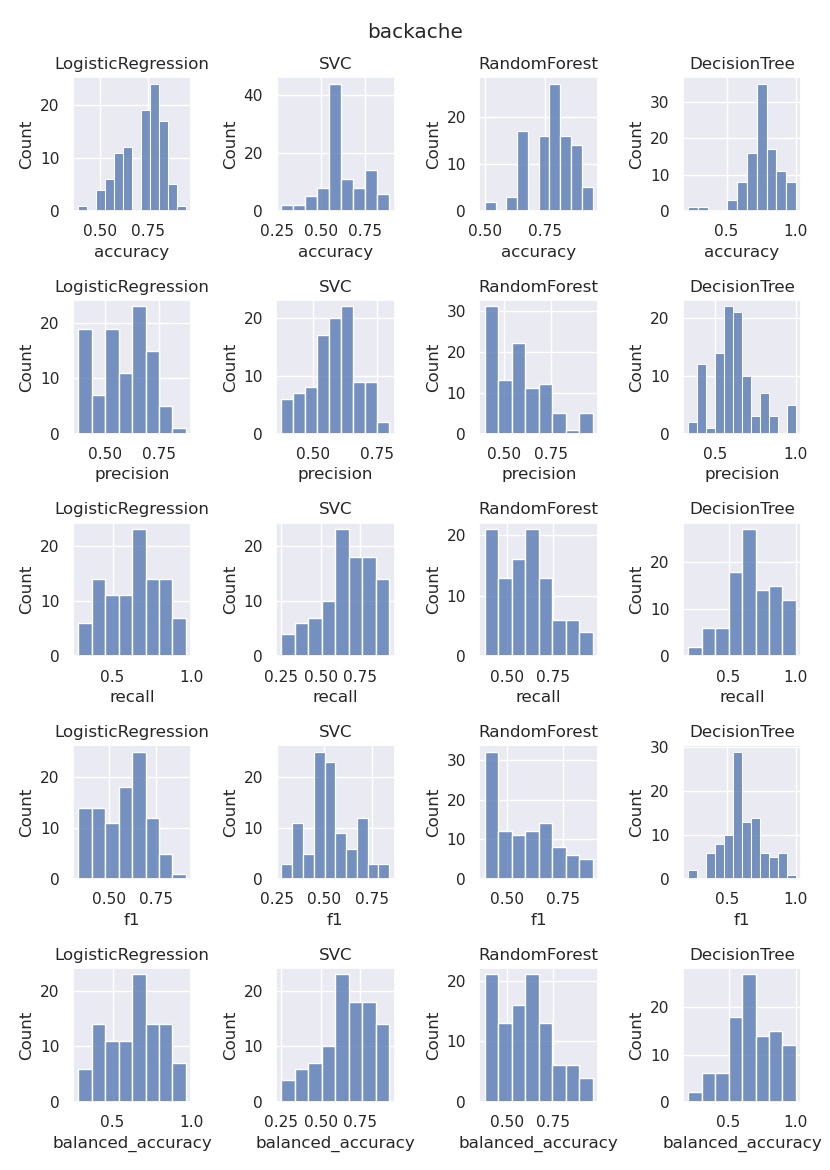 backache
LogisticRegression SVC RandomForest DecisionTree
20 40 20 30
Count Count Count Count
20
10 20 10 10
0 0 0 0
0.50 0.75 0.25 0.50 0.75 0.50 0.75 0.5 1.0
accuracy accuracy accuracy accuracy
LogisticRegression SVC RandomForest DecisionTree
20 20 30 20
Count Count Count Count
20
10 10 10 10
0 0 0 0
0.50 0.75 0.50 0.75 0.50 0.75 0.5 1.0
precision precision precision precision
LogisticRegression SVC RandomForest DecisionTree
20 20 20 20
Count Count Count Count
10 10 10 10
0 0 0 0
0.5 1.0 0.25 0.50 0.75 0.50 0.75 0.5 1.0
recall recall recall recall
LogisticRegression SVC RandomForest DecisionTree
20 20 30 30
Count Count Count Count
20 20
10 10 10 10
0 0 0 0
0.50 0.75 0.25 0.50 0.75 0.50 0.75 0.5 1.0
f1 f1 f1 f1
LogisticRegression SVC RandomForest DecisionTree
20 20 20 20
Count Count Count Count
10 10 10 10
0 0 0 0
0.5 1.0 0.25 0.50 0.75 0.50 0.75 0.5 1.0
balanced_accuracy balanced_accuracy balanced_accuracy balanced_accuracy